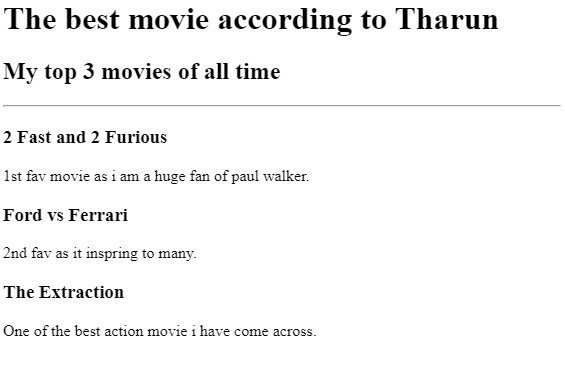 The best movie according to Tharun
My top 3 movies of all time
2 Fast and 2 Furious
1st fav movie as i am a huge fan of paul walker.
Ford vs Ferrari
2nd fav as it inspring to many.
The Extraction
One of the best action movie i have come across.